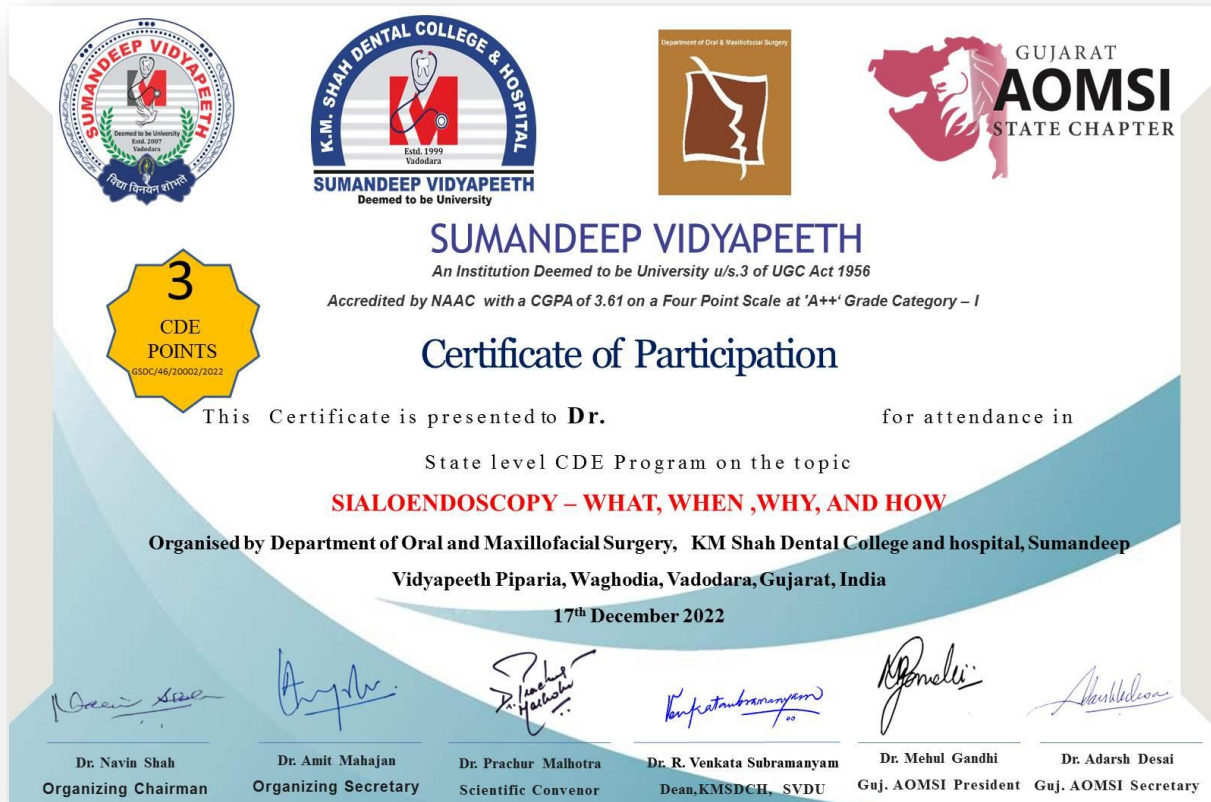 SUMANDEEP VIDYAPEETH
Deemed to be University
Estd. 2007
Vadodara
विद्या विनयेन शोभते
K.M. SHAH DENTAL COLLEGE & HOSPITAL
Estd. 1999
Vadodara
SUMANDEEP VIDYAPEETH
Deemed to be University
Department of Oral & Maxillofacial Surgery
GUJARAT
AOMSI
STATE CHAPTER
SUMANDEEP VIDYAPEETH
An Institution Deemed to be University u/s.3 of UGC Act 1956
Accredited by NAAC with a CGPA of 3.61 on a Four Point Scale at 'A++' Grade Category – I
3
CDE
POINTS
GSDC/46/20002/2022
Certificate of Participation
This Certificate is presented to Dr. for attendance in
State level CDE Program on the topic
SIALOENDOSCOPY – WHAT, WHEN ,WHY, AND HOW
Organised by Department of Oral and Maxillofacial Surgery, KM Shah Dental College and hospital, Sumandeep
Vidyapeeth Piparia, Waghodia, Vadodara, Gujarat, India
17th December 2022
Dr. Prachur
Malhotra
Venkatasubramanyam
Dr. Navin Shah
Organizing Chairman
Dr. Amit Mahajan
Organizing Secretary
Dr. Prachur Malhotra
Scientific Convenor
Dr. R. Venkata Subramanyam
Dean,KMSDCH, SVDU
Dr. Mehul Gandhi
Guj. AOMSI President
Dr. Adarsh Desai
Guj. AOMSI Secretary